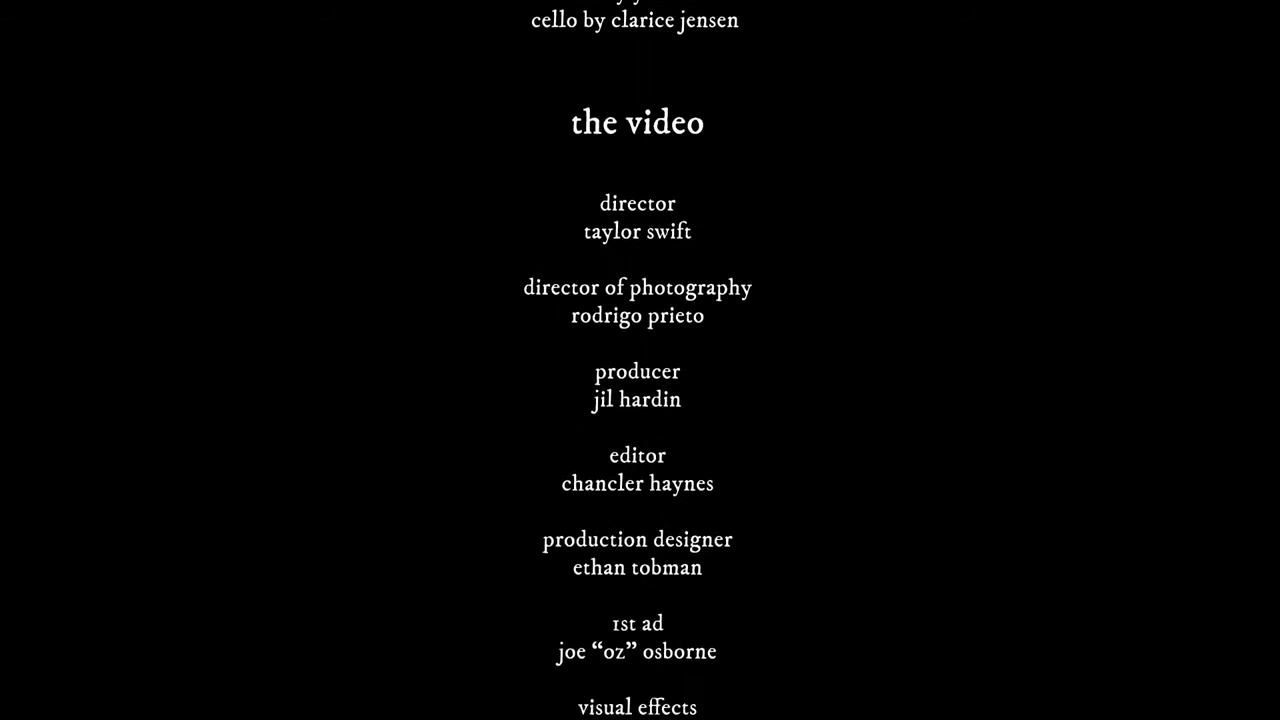 cello by clarice jensen
the video
director
taylor swift
director of photography
rodrigo prieto
producer
jil hardin
editor
chancler haynes
production designer
ethan tobman
1st ad
joe “oz” osborne
visual effects